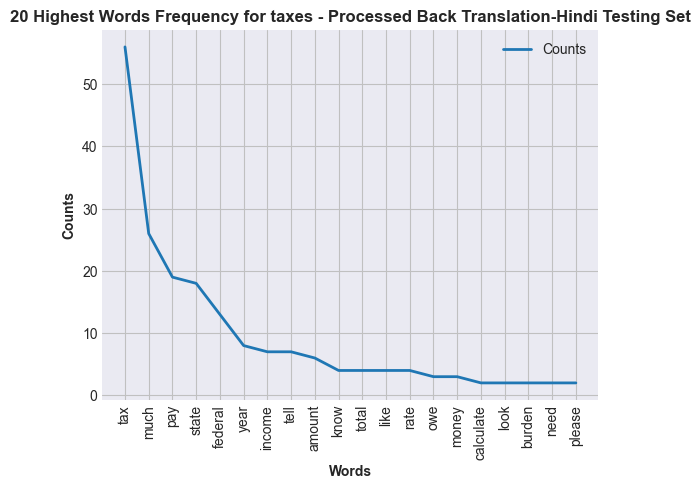 20 Highest Words Frequency for taxes - Processed Back Translation-Hindi Testing Set
Counts
50
40
30
20
10
0
Counts
tax
much
pay
state
federal
year
income
tell
amount
know
total
like
rate
owe
money
calculate
look
burden
need
please
Words